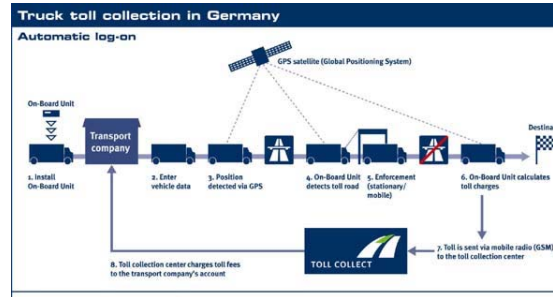 Truck toll collection in Germany
Automatic log-on
GPS satellite (Global Positioning System)
On-Board Unit
Transport
company
Destina
1. Install
On-Board Unit
2. Enter
vehicle data
3. Position
detected via GPS
4. On-Board Unit
detects toll road
5. Enforcement
(stationary/
mobile)
6. On-Board Unit calculates
toll charges
7. Toll is sent via mobile radio (GSM)
to the toll collection center
TOLL COLLECT
8. Toll collection center charges toll fees
to the transport company's account